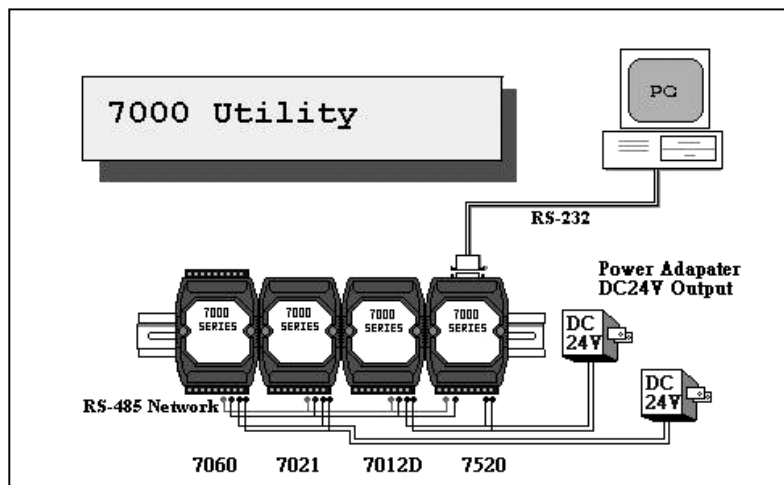 7000 Utility
PC
RS-232
Power Adapater
DC24V Output
7000
SERIES
7000
SERIES
7000
SERIES
7000
SERIES
DC
24V
DC
24V
RS-485 Network
7060 7021 7012D 7520